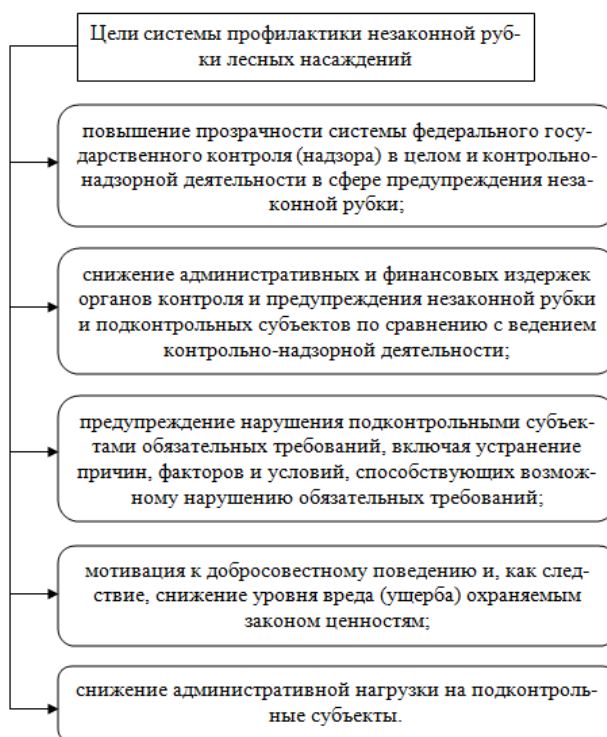 Цели системы профилактики незаконной руб-
ки лесных насаждений
повышение прозрачности системы федерального госу-
дарственного контроля (надзора) в целом и контрольно-
надзорной деятельности в сфере предупреждения неза-
конной рубки;
снижение административных и финансовых издержек
органов контроля и предупреждения незаконной рубки
и подконтрольных субъектов по сравнению с ведением
контрольно-надзорной деятельности;
предупреждение нарушения подконтрольными субъек-
тами обязательных требований, включая устранение
причин, факторов и условий, способствующих возмож-
ному нарушению обязательных требований;
мотивация к добросовестному поведению и, как след-
ствие, снижение уровня вреда (ущерба) охраняемым
законом ценностям;
снижение административной нагрузки на подконтроль-
ные субъекты.